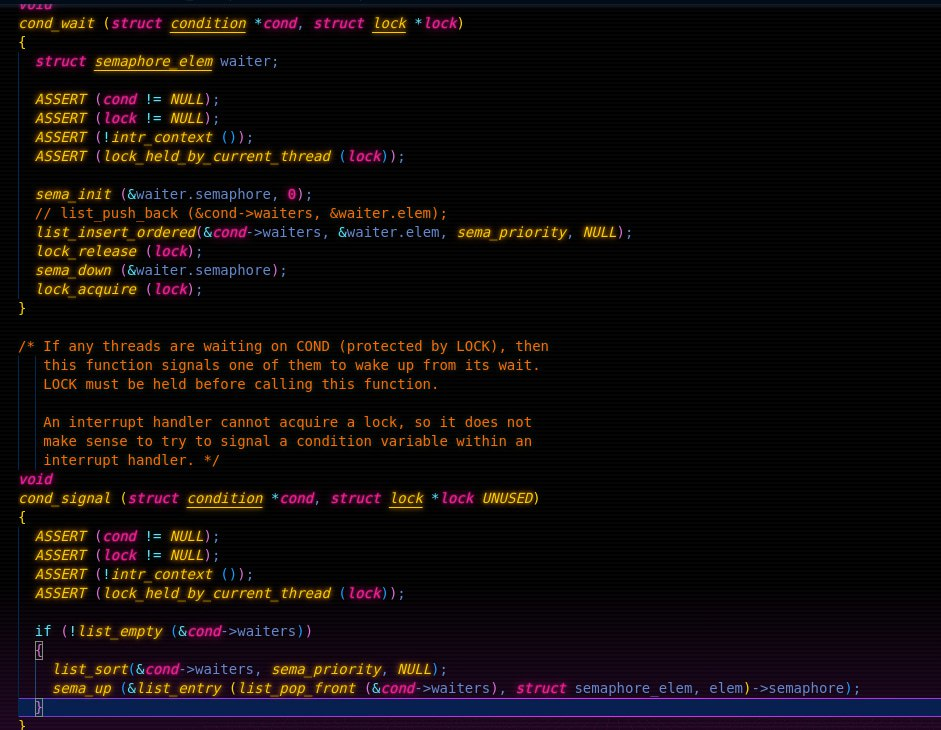 void
cond_wait (struct condition *cond, struct lock *lock)
{
  struct semaphore_elem waiter;

  ASSERT (cond != NULL);
  ASSERT (lock != NULL);
  ASSERT (!intr_context ());
  ASSERT (lock_held_by_current_thread (lock));

  sema_init (&waiter.semaphore, 0);
  // list_push_back (&cond->waiters, &waiter.elem);
  list_insert_ordered(&cond->waiters, &waiter.elem, sema_priority, NULL);
  lock_release (lock);
  sema_down (&waiter.semaphore);
  lock_acquire (lock);
}

/* If any threads are waiting on COND (protected by LOCK), then
   this function signals one of them to wake up from its wait.
   LOCK must be held before calling this function.

   An interrupt handler cannot acquire a lock, so it does not
   make sense to try to signal a condition variable within an
   interrupt handler. */
void
cond_signal (struct condition *cond, struct lock *lock UNUSED)
{
  ASSERT (cond != NULL);
  ASSERT (lock != NULL);
  ASSERT (!intr_context ());
  ASSERT (lock_held_by_current_thread (lock));

  if (!list_empty (&cond->waiters))
  {
    list_sort(&cond->waiters, sema_priority, NULL);
    sema_up (&list_entry (list_pop_front (&cond->waiters), struct semaphore_elem, elem)->semaphore);
  }
}